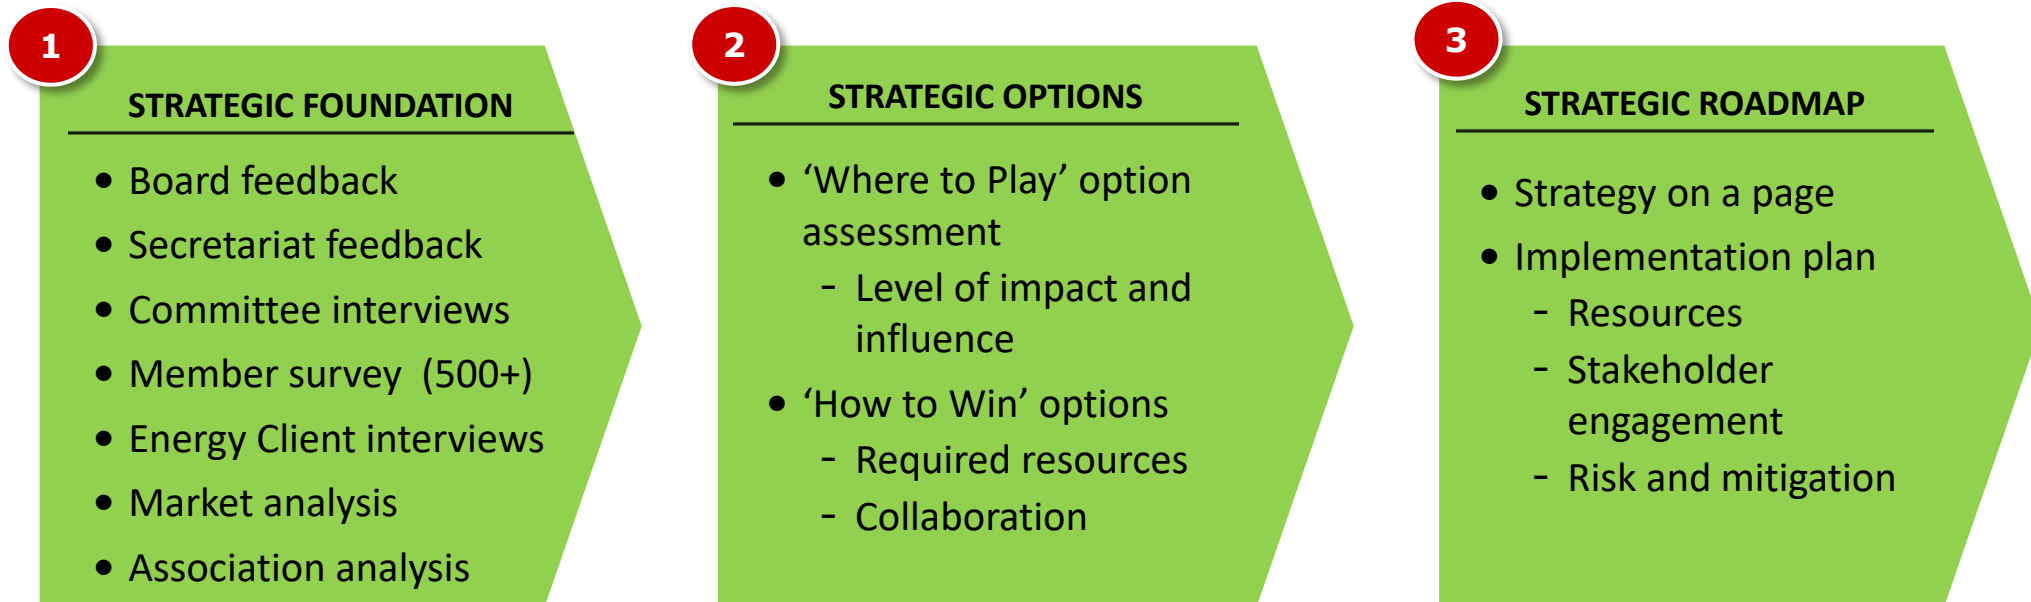 1
STRATEGIC FOUNDATION
• Board feedback
• Secretariat feedback
• Committee interviews
• Member survey (500+)
• Energy Client interviews
• Market analysis
• Association analysis
2
STRATEGIC OPTIONS
• ‘Where to Play’ option
assessment
- Level of impact and
influence
• ‘How to Win’ options
- Required resources
- Collaboration
3
STRATEGIC ROADMAP
• Strategy on a page
• Implementation plan
- Resources
- Stakeholder
engagement
- Risk and mitigation